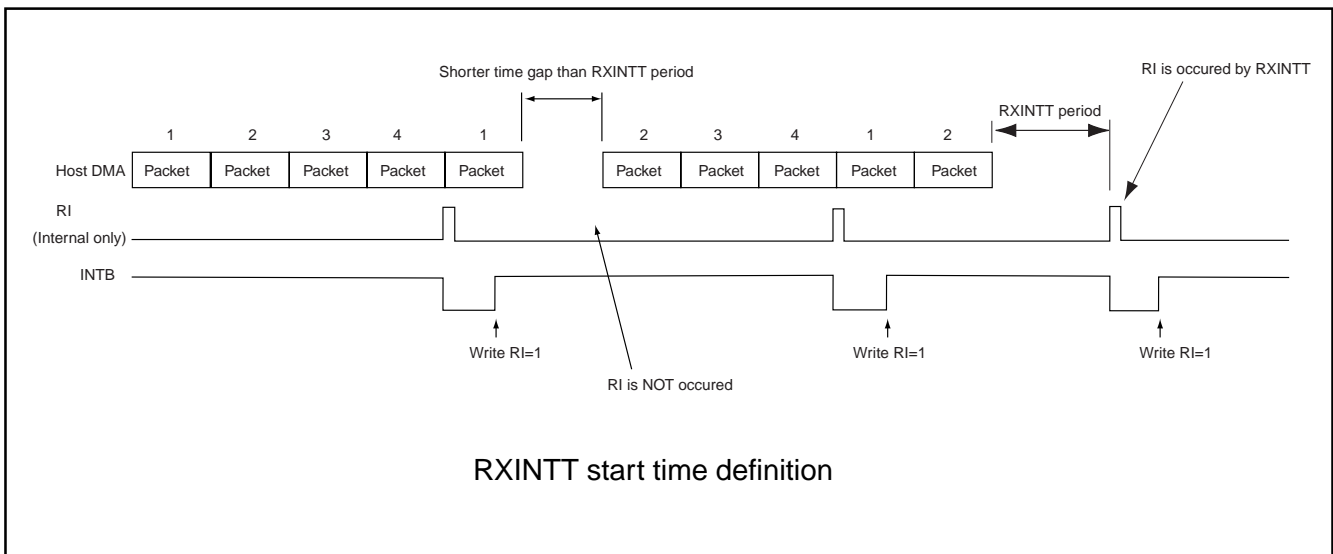 Shorter time gap than RXINTT period
RI is occured by RXINTT
RXINTT period
1 2 3 4 1 2 3 4 1 2
Host DMA Packet Packet Packet Packet Packet Packet Packet Packet Packet Packet
RI
(Internal only)
INTB
Write RI=1 Write RI=1 Write RI=1
RI is NOT occured
RXINTT start time definition